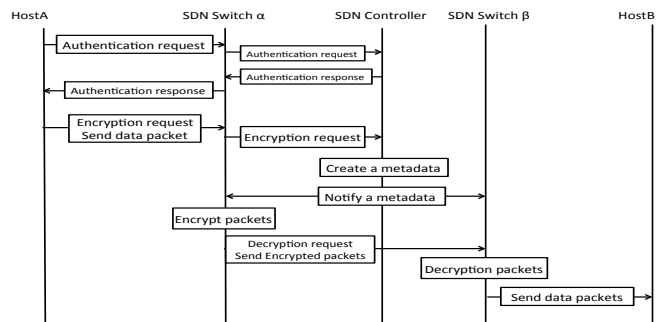 HostA
SDN Switch α
SDN Controller
SDN Switch β
HostB
Authentication request
Authentication request
Authentication response
Authentication response
Encryption request
Send data packet
Encryption request
Create a metadata
Notify a metadata
Encrypt packets
Decryption request
Send Encrypted packets
Decryption packets
Send data packets